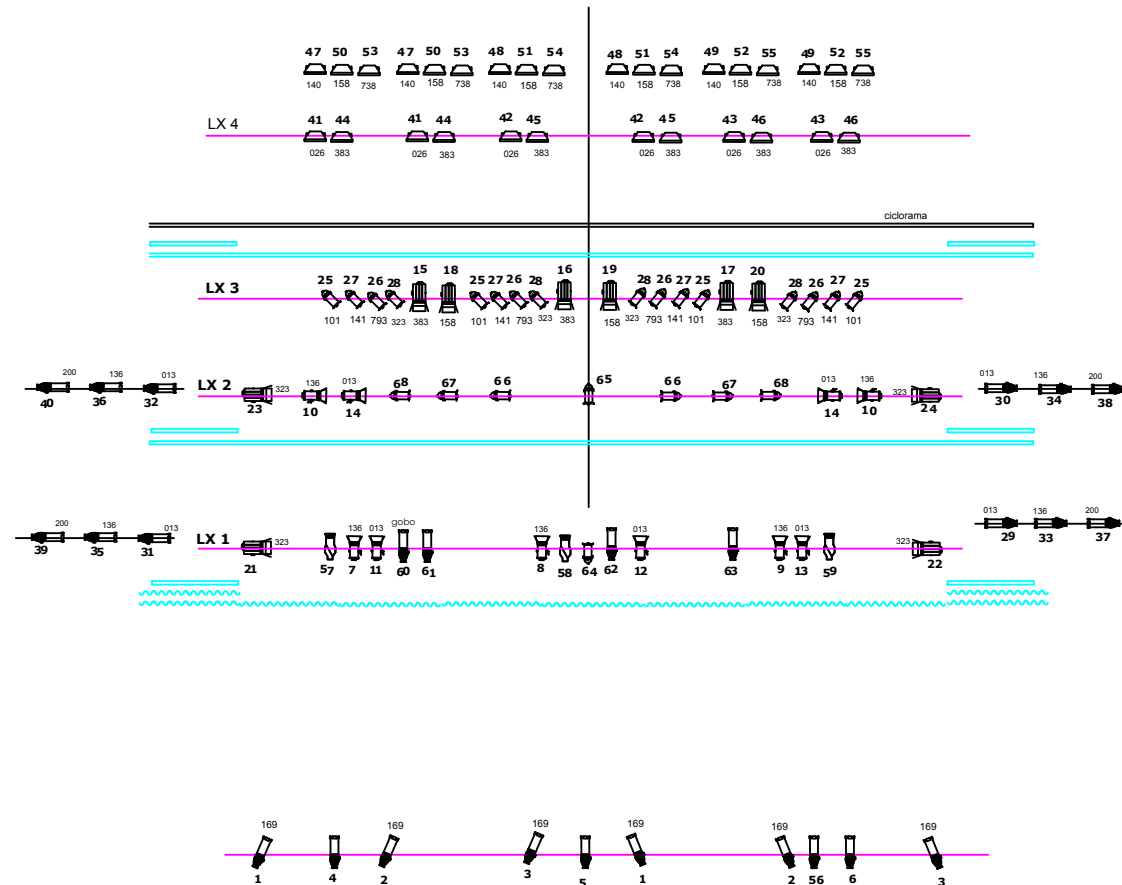 47 50 53 47 50 53 48 51 54 48 51 54 49 52 55 49 52 55
140 158 738 140 158 738 140 158 738 140 158 738 140 158 738 140 158 738
LX 4 41 44 41 44 42 45 42 45 43 46 43 46
026 383 026 383 026 383 026 383 026 383 026 383
ciclorama
LX 3 25 27 26 28 15 18 25 27 26 28 16 19 28 26 27 25 17 20 28 26 27 25
101 141 793 323 383 158 101 141 793 323 383 158 323 793 141 101 383 158 323 793 141 101
200 136 013 LX 2 323 136 013 68 67 66 65 66 67 68 013 136 323 013 136 200
40 36 32 23 10 14 14 10 24 30 34 38
200 136 013 LX 1 323 136 013 gobo 136 013 136 013 323 013 136 200
39 35 31 21 57 7 11 60 61 8 58 64 62 12 63 9 13 59 22 29 33 37
169 169 169 169 169 169
1 4 2 3 5 1 2 56 6 3